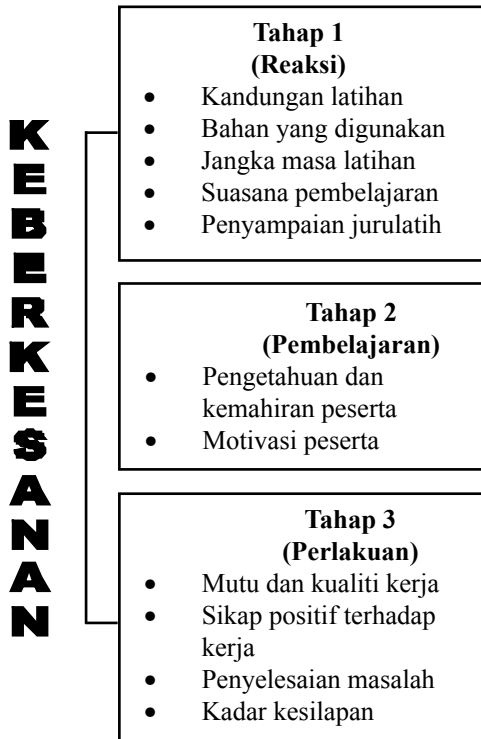 KEBERKESANAN
Tahap 1
(Reaksi)
• Kandungan latihan
• Bahan yang digunakan
• Jangka masa latihan
• Suasana pembelajaran
• Penyampaian jurulatih
Tahap 2
(Pembelajaran)
• Pengetahuan dan
kemahiran peserta
• Motivasi peserta
Tahap 3
(Perlakuan)
• Mutu dan kualiti kerja
• Sikap positif terhadap
kerja
• Penyelesaian masalah
• Kadar kesilapan